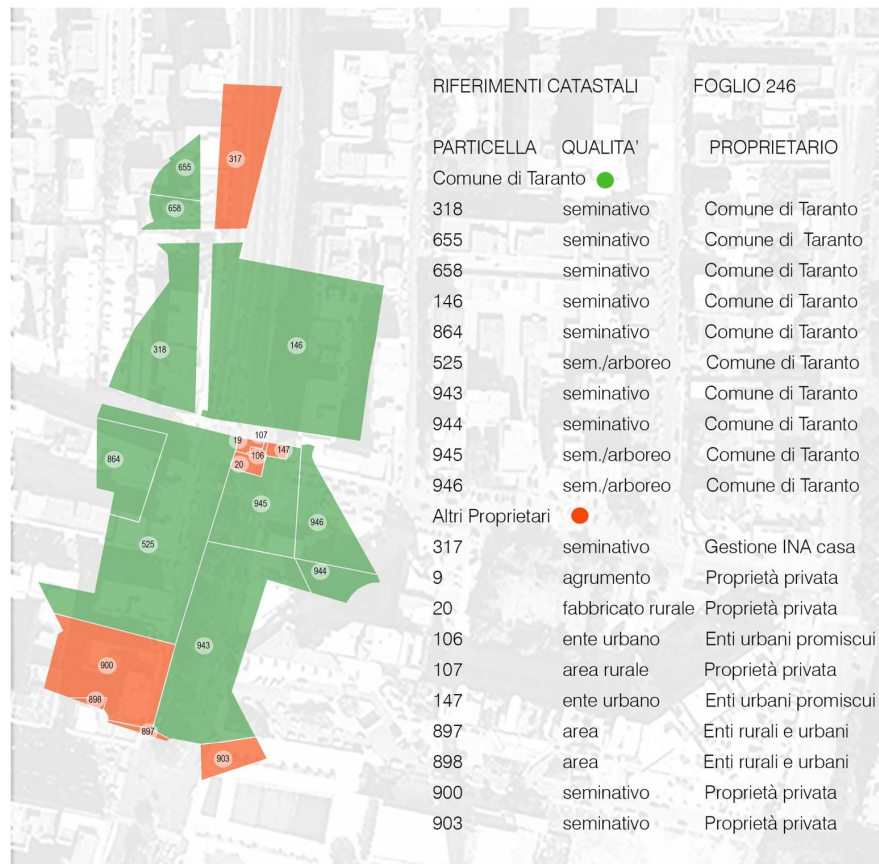 RIFERIMENTI CATASTALI FOGLIO 246
PARTICELLA QUALITA' PROPRIETARIO
Comune di Taranto
318 seminativo Comune di Taranto
655 seminativo Comune di Taranto
658 seminativo Comune di Taranto
146 seminativo Comune di Taranto
864 seminativo Comune di Taranto
525 sem./arboreo Comune di Taranto
943 seminativo Comune di Taranto
944 seminativo Comune di Taranto
945 sem./arboreo Comune di Taranto
946 sem./arboreo Comune di Taranto
Altri Proprietari
317 seminativo Gestione INA casa
9 agrumento Proprietà privata
20 fabbricato rurale Proprietà privata
106 ente urbano Enti urbani promiscui
107 area rurale Proprietà privata
147 ente urbano Enti urbani promiscui
897 area Enti rurali e urbani
898 area Enti rurali e urbani
900 seminativo Proprietà privata
903 seminativo Proprietà privata
317
655
658
146
318
107
19
147
106
864
20
945
946
525
944
943
900
898
897
903